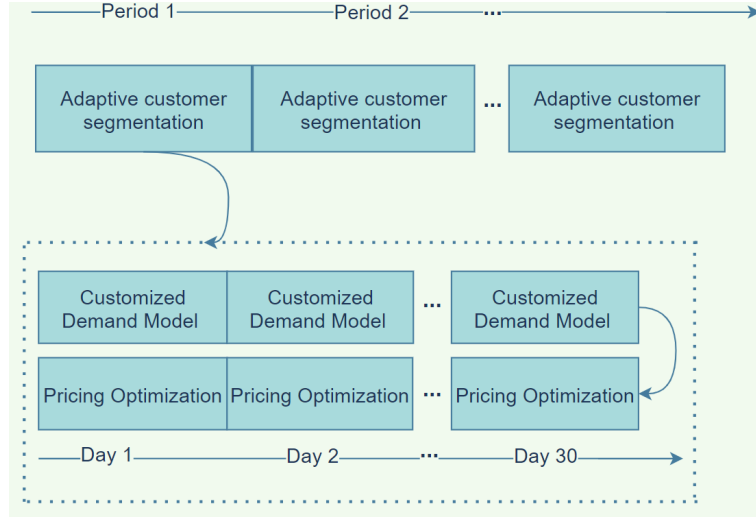 Period 1 Period 2 ...
Adaptive customer Adaptive customer Adaptive customer
segmentation segmentation ... segmentation
Customized Customized ... Customized
Demand Model Demand Model Demand Model
Pricing Optimization Pricing Optimization ... Pricing Optimization
Day 1 Day 2 ... Day 30